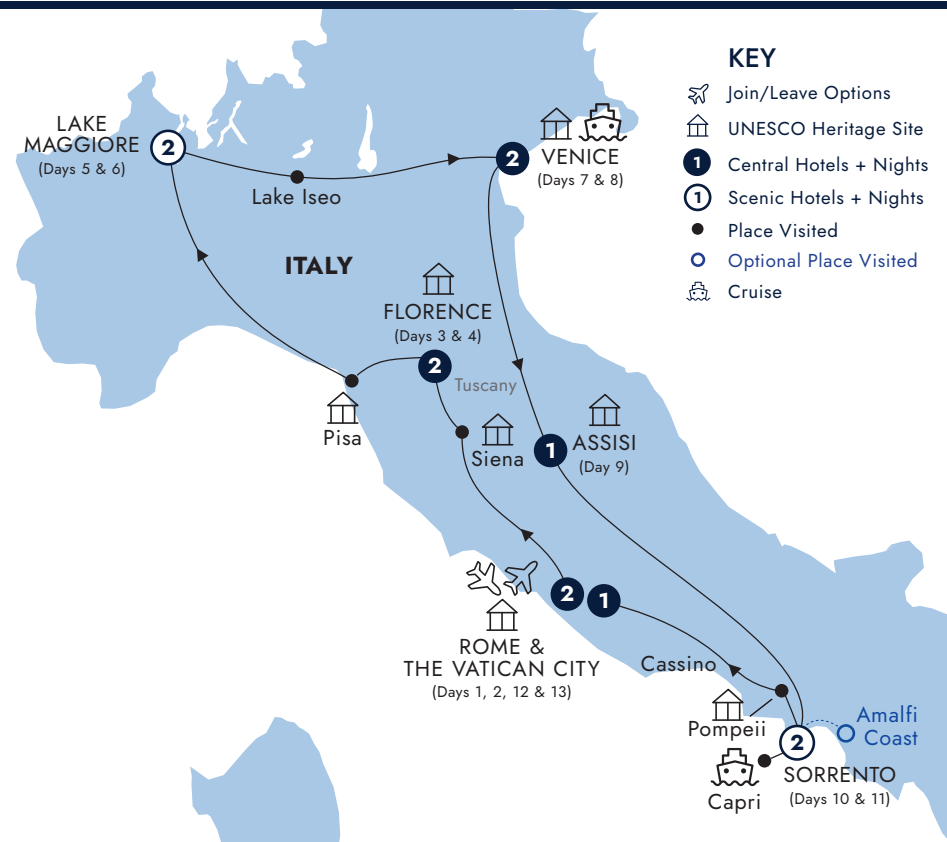 KEY
Join/Leave Options
UNESCO Heritage Site
1 Central Hotels + Nights
1 Scenic Hotels + Nights
Place Visited
Optional Place Visited
Cruise
LAKE
MAGGIORE
(Days 5 & 6)
2
Lake Iseo
2
VENICE
(Days 7 & 8)
ITALY
FLORENCE
(Days 3 & 4)
2
Tuscany
Pisa
Siena
1
ASSISI
(Day 9)
2
1
ROME &
THE VATICAN CITY
(Days 1, 2, 12 & 13)
Cassino
Pompeii
Amalfi
Coast
2
SORRENTO
(Days 10 & 11)
Capri